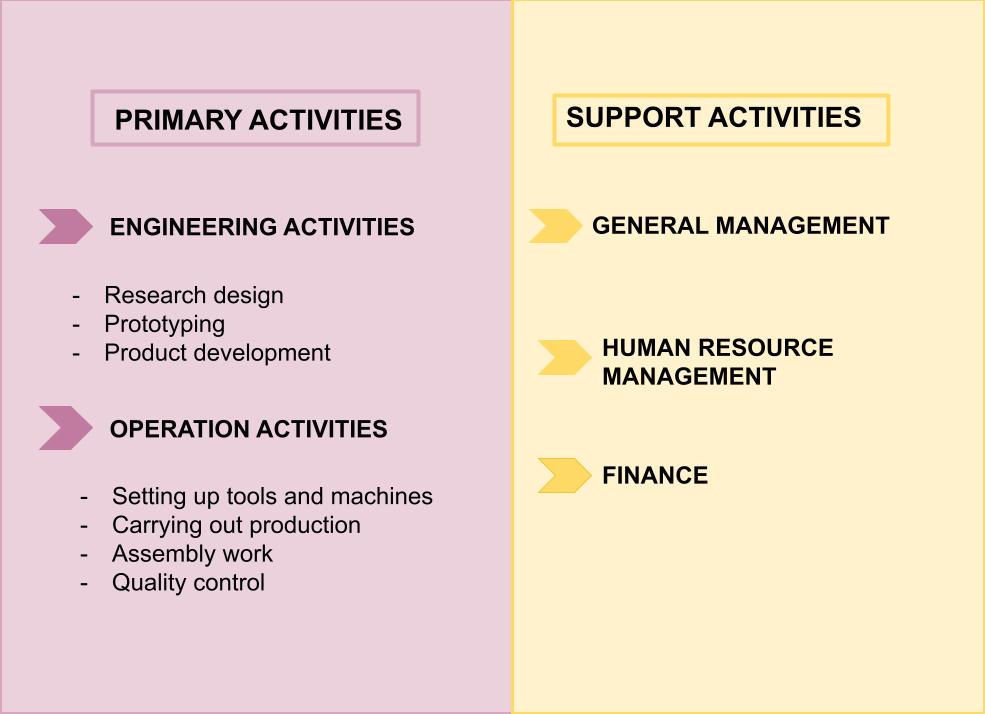 PRIMARY ACTIVITIES
ENGINEERING ACTIVITIES
- Research design
- Prototyping
- Product development
OPERATION ACTIVITIES
- Setting up tools and machines
- Carrying out production
- Assembly work
- Quality control
SUPPORT ACTIVITIES
GENERAL MANAGEMENT
HUMAN RESOURCE
MANAGEMENT
FINANCE